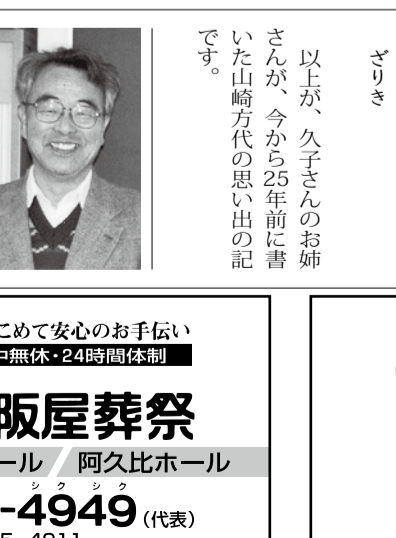 ざりき
以上が、久子さんのお姉
さんが、今から25年前に書
いた山崎方代の思い出の記
です。
こめて安心のお手伝い
中無休・24時間体制
阪屋葬祭
ール／阿久比ホール
シク シク
-4949(代表)